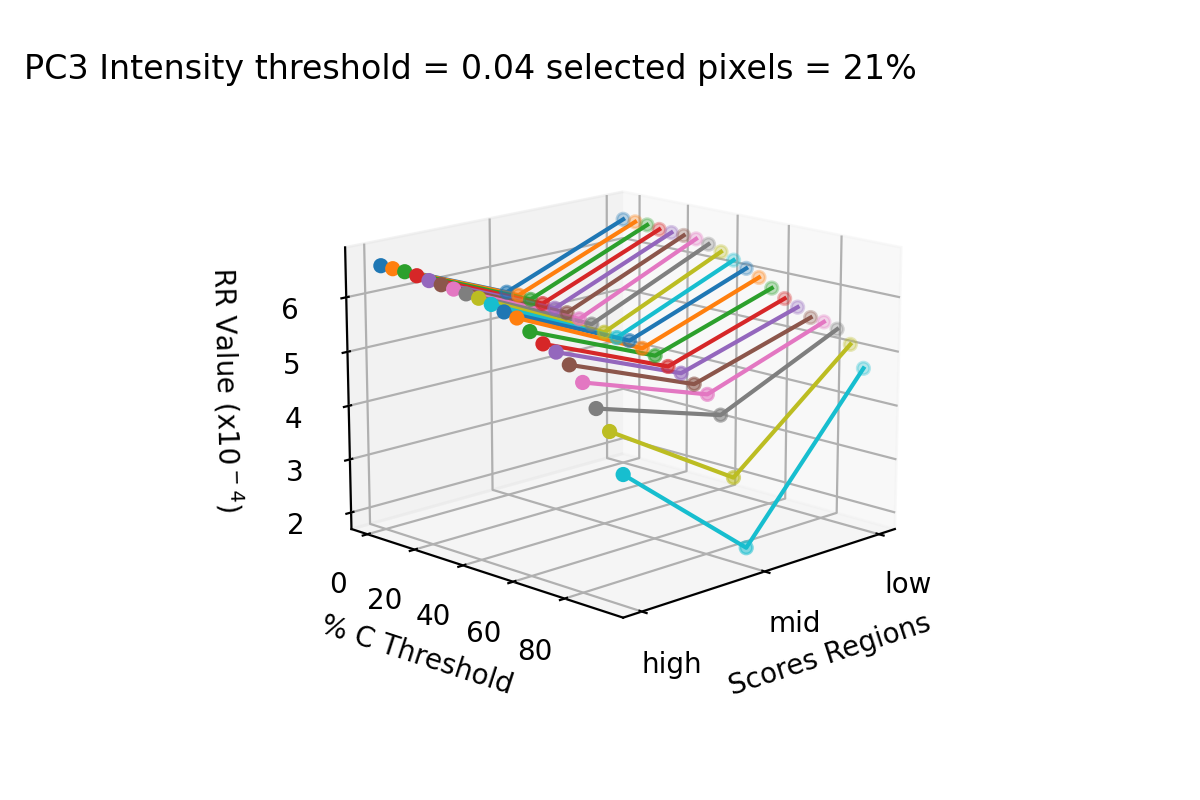 PC3 Intensity threshold = 0.04 selected pixels = 21%
RR Value (x10⁻⁴)
6
5
4
3
2
0
20
40
60
80
% C Threshold
high
mid
low
Scores Regions